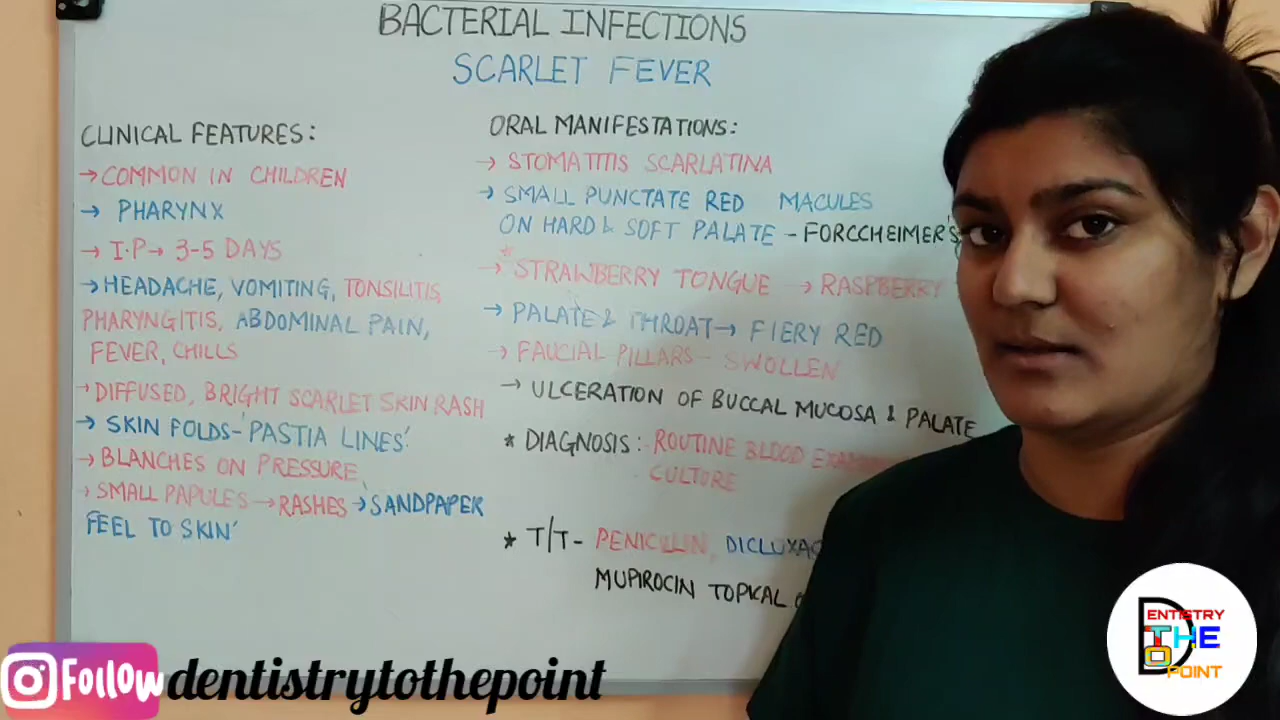 BACTERIAL INFECTIONS
SCARLET FEVER
CLINICAL FEATURES:
→ COMMON IN CHILDREN
→ PHARYNX
→ I.P → 3-5 DAYS
→ HEADACHE, VOMITING, TONSILITIS,
PHARYNGITIS, ABDOMINAL PAIN,
FEVER, CHILLS
→ DIFFUSED, BRIGHT SCARLET SKIN RASH
→ SKIN FOLDS - 'PASTIA LINES'
→ BLANCHES ON PRESSURE
→ SMALL PAPULES → RASHES → SANDPAPER
FEEL TO SKIN'
ORAL MANIFESTATIONS:
→ STOMATITIS SCARLATINA
→ SMALL PUNCTATE RED MACULES
ON HARD & SOFT PALATE - FORCCHEIMER'S
→ *STRAWBERRY TONGUE → RASPBERRY
→ PALATE & THROAT → FIERY RED
→ FAUCIAL PILLARS - SWOLLEN
→ ULCERATION OF BUCCAL MUCOSA & PALATE
* DIAGNOSIS: ROUTINE BLOOD
CULTURE
* T/T - PENICILLIN,
MUPIROCIN TOPICAL
Follow dentistrytothepoint
DENTISTRY
THE
TO
POINT